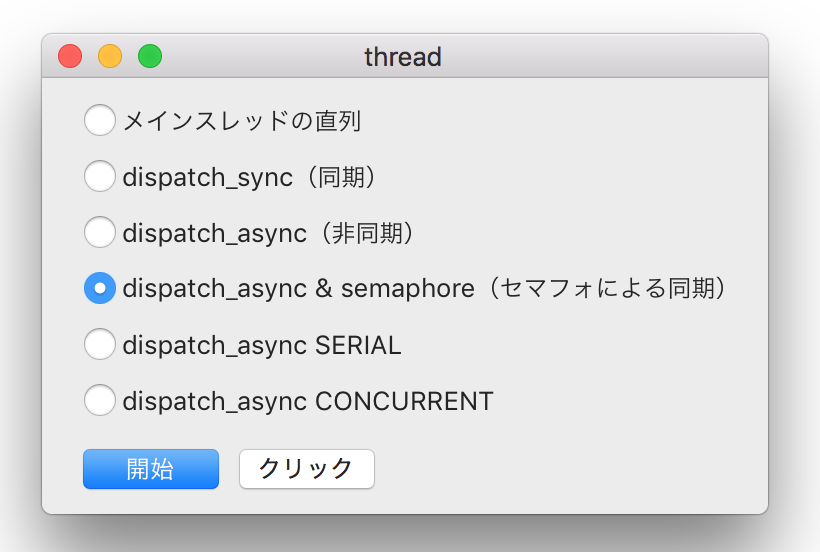 thread
メインスレッドの直列
dispatch_sync（同期）
dispatch_async（非同期）
dispatch_async & semaphore（セマフォによる同期）
dispatch_async SERIAL
dispatch_async CONCURRENT
開始 クリック